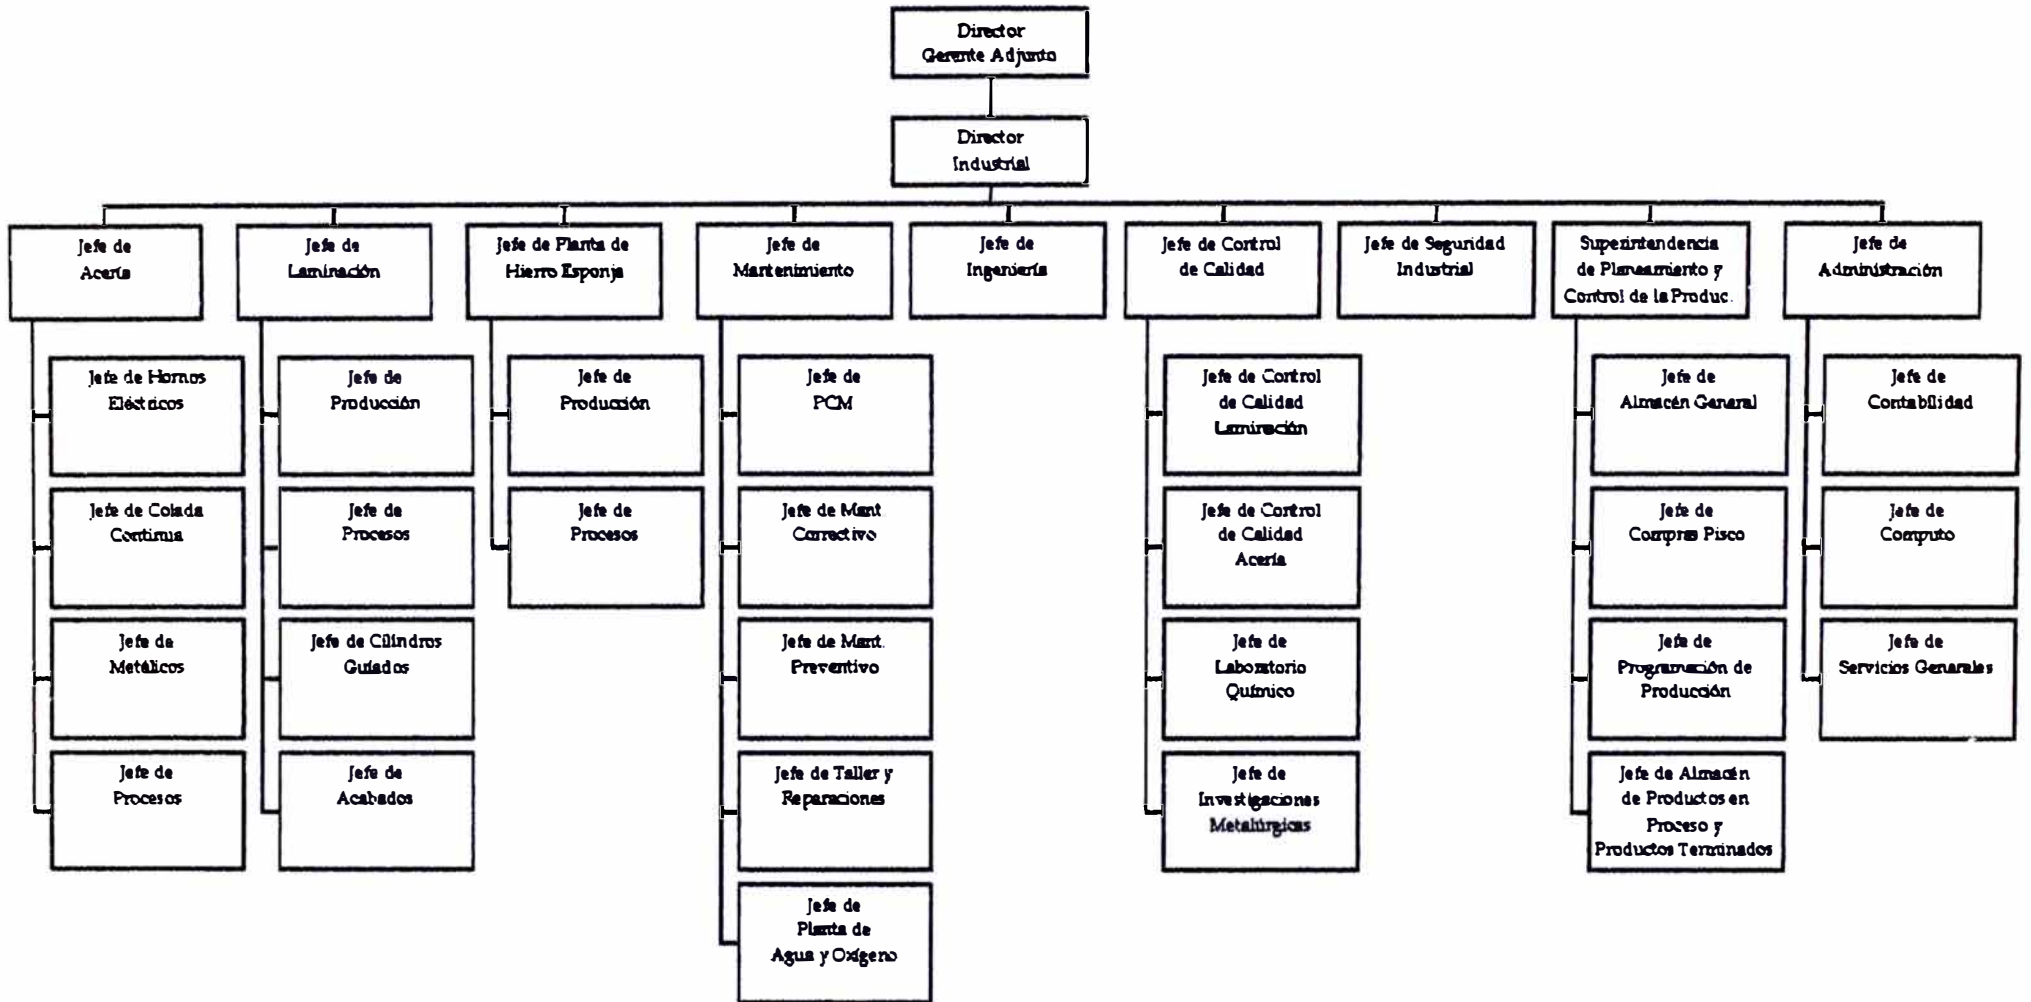 Director
Gerente Adjunto
Director
Industrial
Jefe de
Acería
Jefe de
Laminación
Jefe de Planta de
Hierro Esponja
Jefe de
Mantenimiento
Jefe de
Ingeniería
Jefe de Control
de Calidad
Jefe de Seguridad
Industrial
Superintendencia
de Planeamiento y
Control de la Produc.
Jefe de
Administración
Jefe de Hornos
Eléctricos
Jefe de Colada
Continua
Jefe de
Metálicos
Jefe de
Procesos
Jefe de
Producción
Jefe de
Procesos
Jefe de Cilindros
Guiados
Jefe de
Acabados
Jefe de
Producción
Jefe de
Procesos
Jefe de
PCM
Jefe de Mant.
Correctivo
Jefe de Mant.
Preventivo
Jefe de Taller y
Reparaciones
Jefe de
Planta de
Agua y Oxígeno
Jefe de Control
de Calidad
Laminación
Jefe de Control
de Calidad
Acería
Jefe de
Laboratorio
Químico
Jefe de
Investigaciones
Metalúrgicas
Jefe de
Almacén General
Jefe de
Compras Pisco
Jefe de
Programación de
Producción
Jefe de Almacén
de Productos en
Proceso y
Productos Terminados
Jefe de
Contabilidad
Jefe de
Computo
Jefe de
Servicios Generales